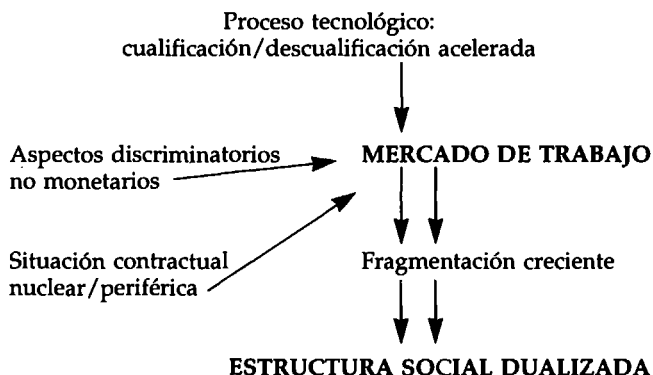 Proceso tecnológico:
cualificación/descualificación acelerada
Aspectos discriminatorios
no monetarios
MERCADO DE TRABAJO
Situación contractual
nuclear/periférica
Fragmentación creciente
ESTRUCTURA SOCIAL DUALIZADA